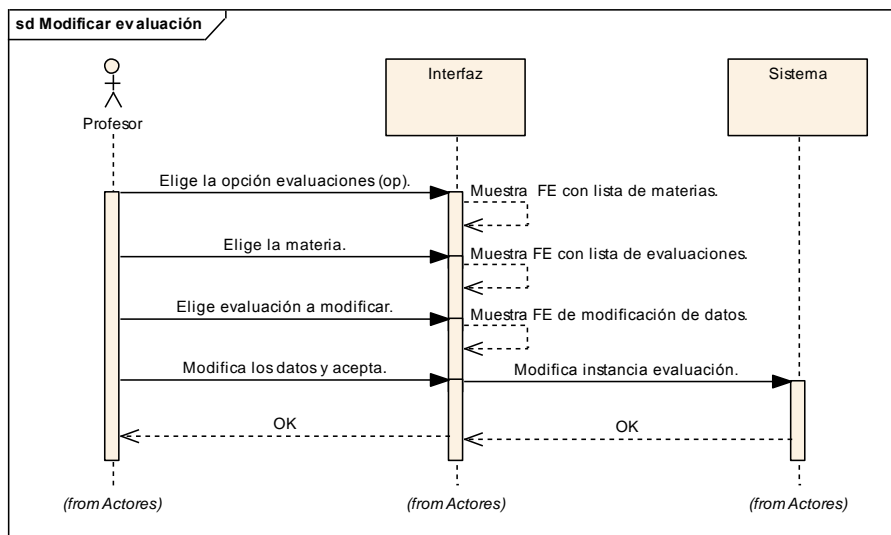 sd Modificar evaluación
Profesor
Interfaz
Sistema
Elige la opción evaluaciones (op).
Muestra FE con lista de materias.
Elige la materia.
Muestra FE con lista de evaluaciones.
Elige evaluación a modificar.
Muestra FE de modificación de datos.
Modifica los datos y acepta.
Modifica instancia evaluación.
OK
OK
(from Actores)
(from Actores)
(from Actores)